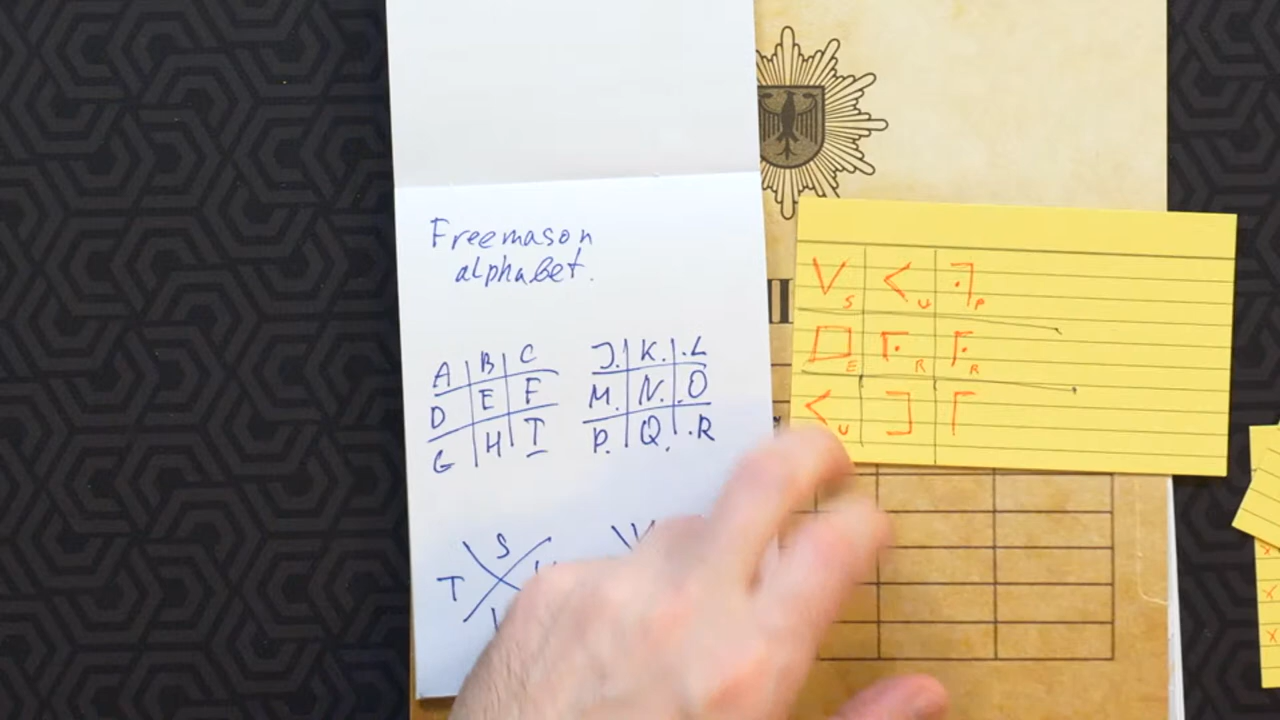 Freemason
alphabet.
A B C
D E F
G H I
J. K. .L
M. N. .O
P. Q. .R
S
T
S U P
E R R
U